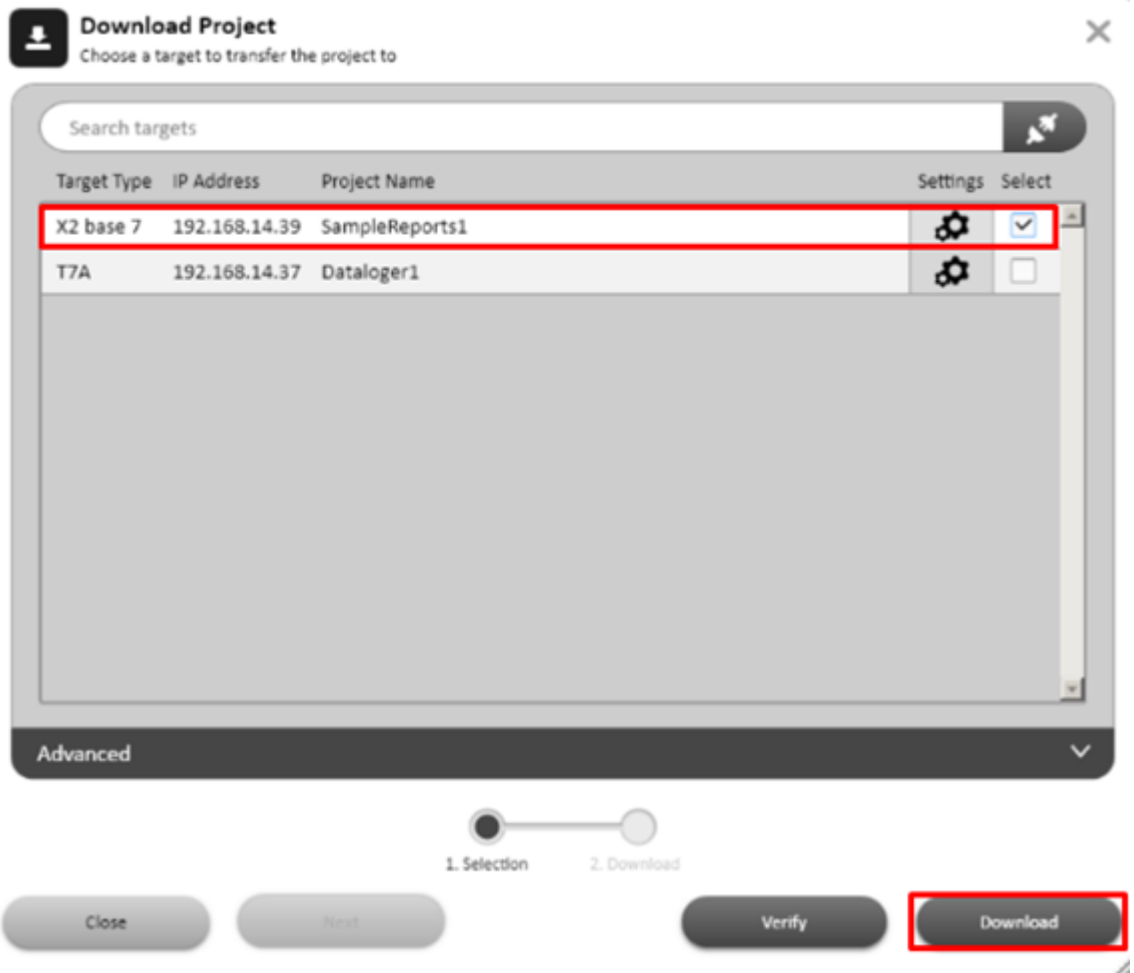 Download Project
Choose a target to transfer the project to
Search targets
Target Type IP Address Project Name Settings Select
X2 base 7 192.168.14.39 SampleReports1
T7A 192.168.14.37 Dataloger1
Advanced
1. Selection 2. Download
Close Next Verify Download